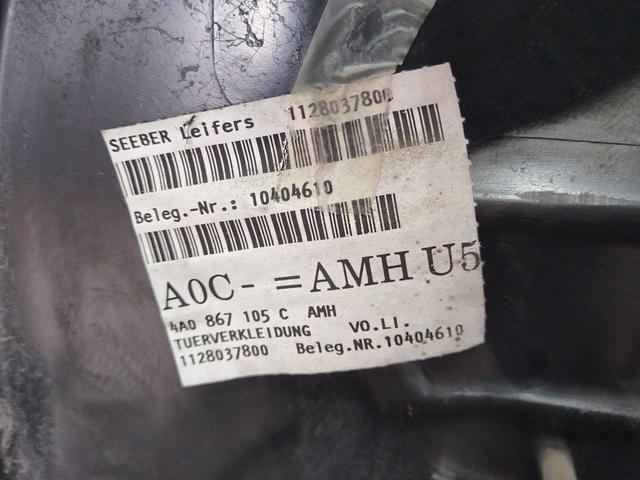 SEEBER Leifers 1128037800
Beleg.-Nr.: 10404610
A0C- =AMH U5
4A0 867 105 C AMH
TUERVERKLEIDUNG VO.LI.
1128037800 Beleg.NR.10404610